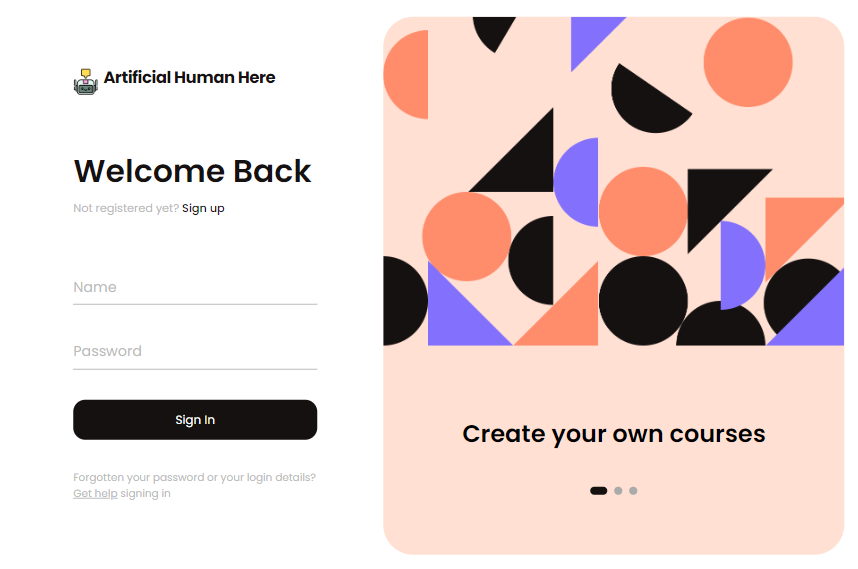 Artificial Human Here
Welcome Back
Not registered yet? Sign up
Name
Password
Sign In
Forgotten your password or your login details?
Get help signing in
Create your own courses